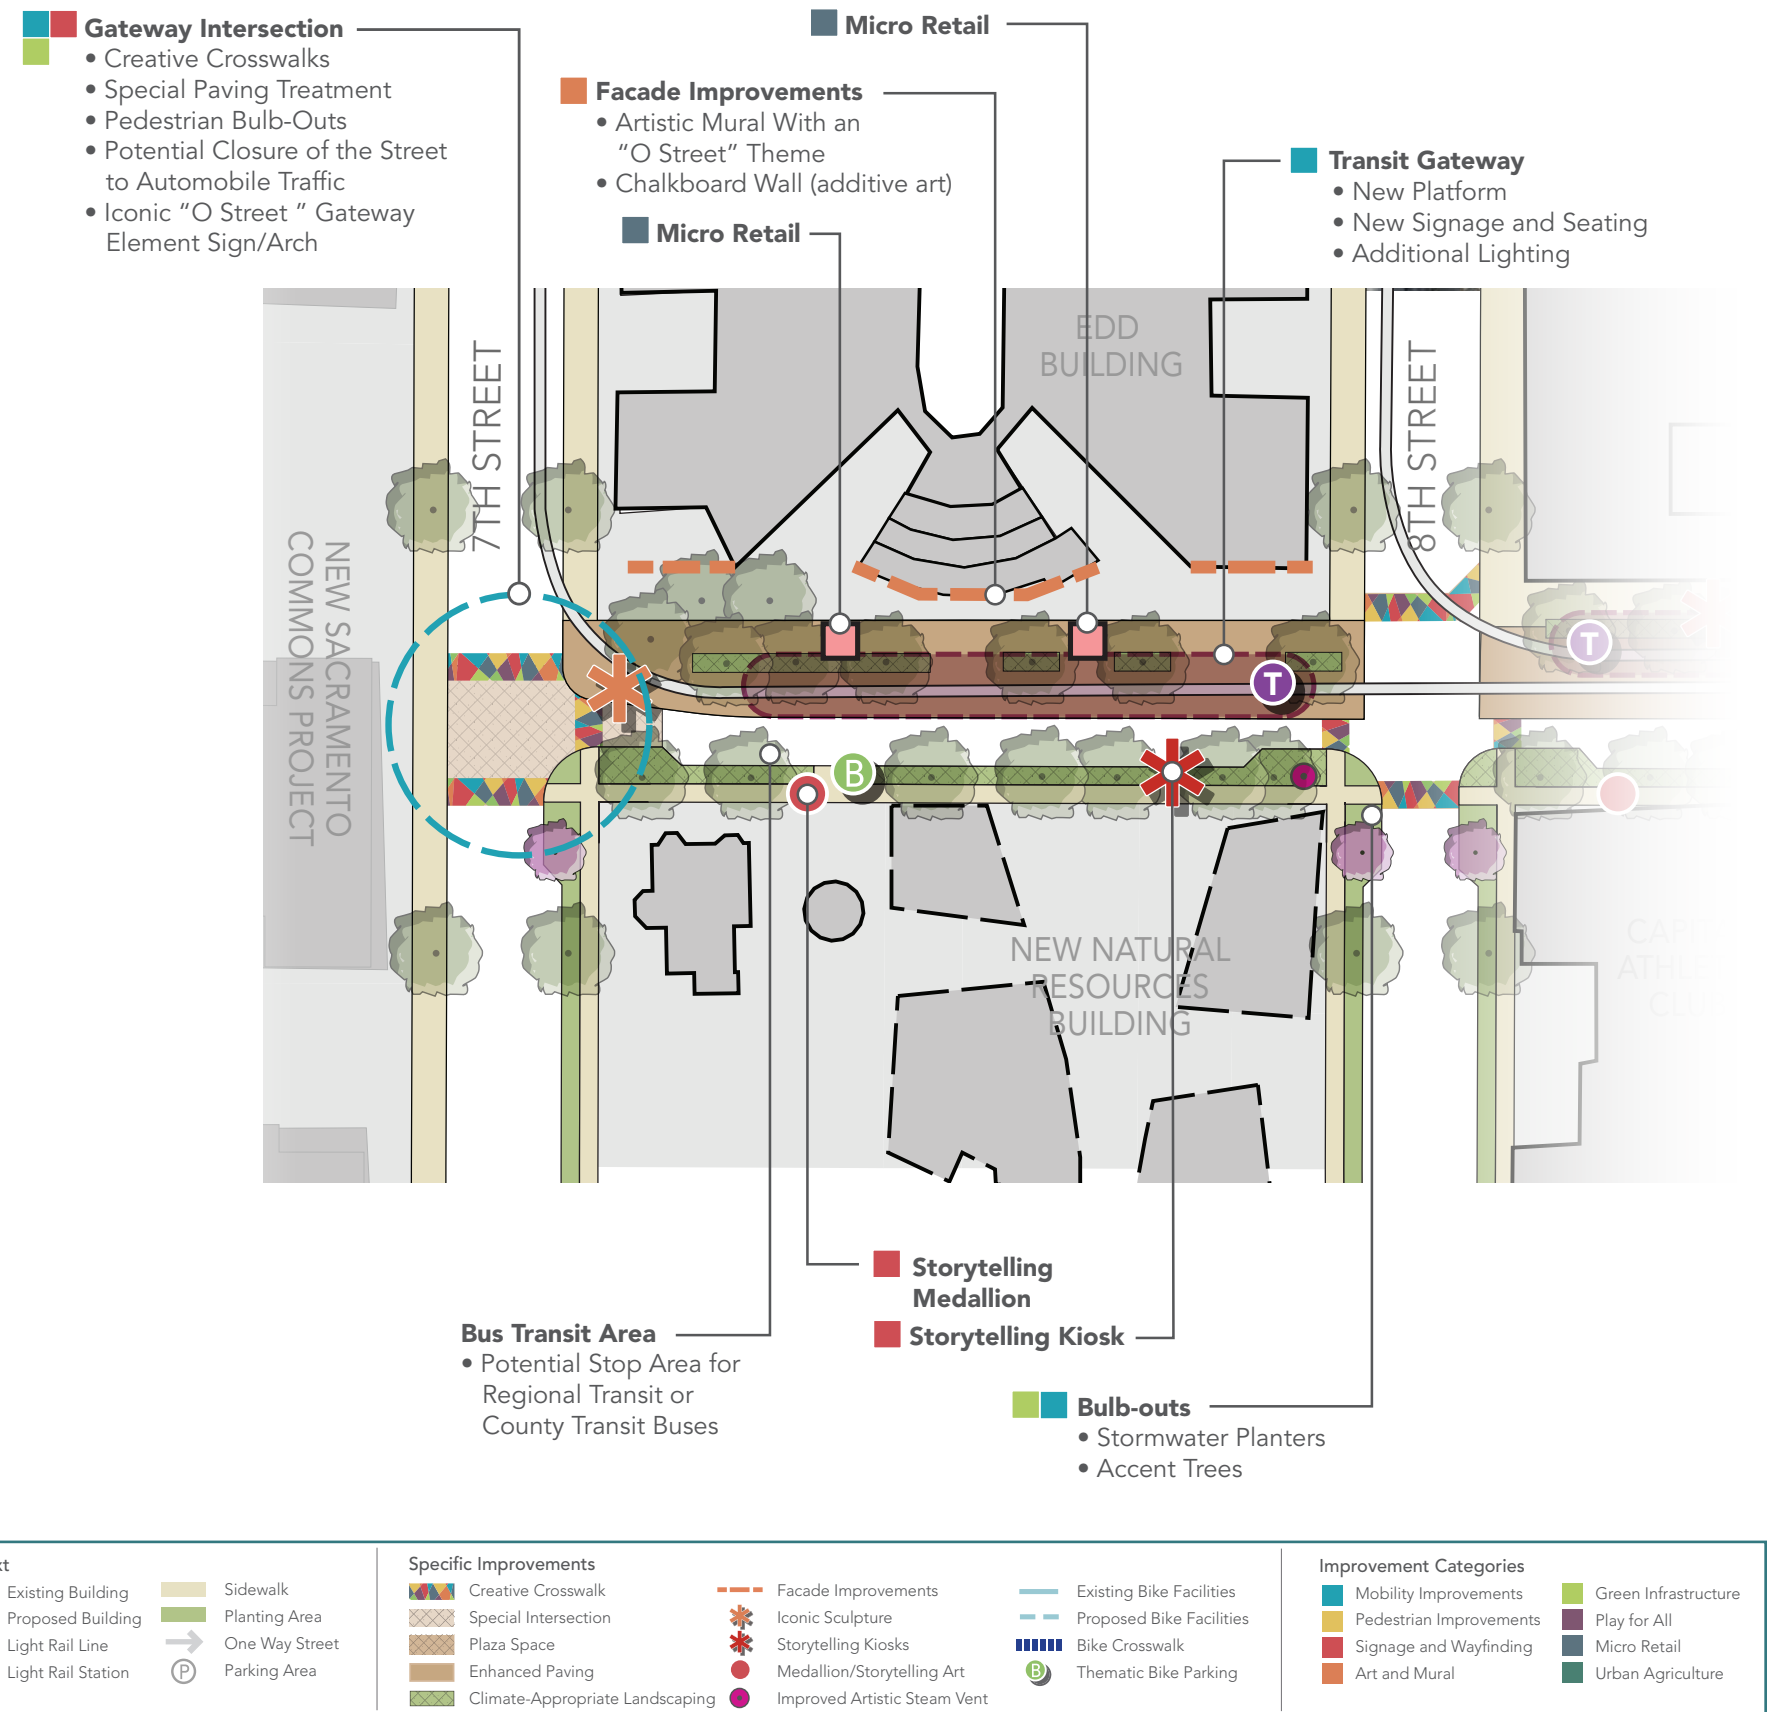 Gateway Intersection
• Creative Crosswalks
• Special Paving Treatment
• Pedestrian Bulb-Outs
• Potential Closure of the Street
to Automobile Traffic
• Iconic “O Street ” Gateway
Element Sign/Arch
Micro Retail
Facade Improvements
• Artistic Mural With an
“O Street” Theme
• Chalkboard Wall (additive art)
Micro Retail
Transit Gateway
• New Platform
• New Signage and Seating
• Additional Lighting
EDD
BUILDING
7TH STREET
8TH STREET
NEW SACRAMENTO
COMMONS PROJECT
T
T
B
NEW NATURAL
RESOURCES
BUILDING
Storytelling
Medallion
Storytelling Kiosk
Bus Transit Area
• Potential Stop Area for
Regional Transit or
County Transit Buses
Bulb-outs
• Stormwater Planters
• Accent Trees
Existing Building
Proposed Building
Light Rail Line
Light Rail Station
Sidewalk
Planting Area
One Way Street
P Parking Area
Specific Improvements
Creative Crosswalk
Special Intersection
Plaza Space
Enhanced Paving
Climate-Appropriate Landscaping
Facade Improvements
Iconic Sculpture
Storytelling Kiosks
Medallion/Storytelling Art
Improved Artistic Steam Vent
Existing Bike Facilities
Proposed Bike Facilities
Bike Crosswalk
B Thematic Bike Parking
Improvement Categories
Mobility Improvements
Pedestrian Improvements
Signage and Wayfinding
Art and Mural
Green Infrastructure
Play for All
Micro Retail
Urban Agriculture